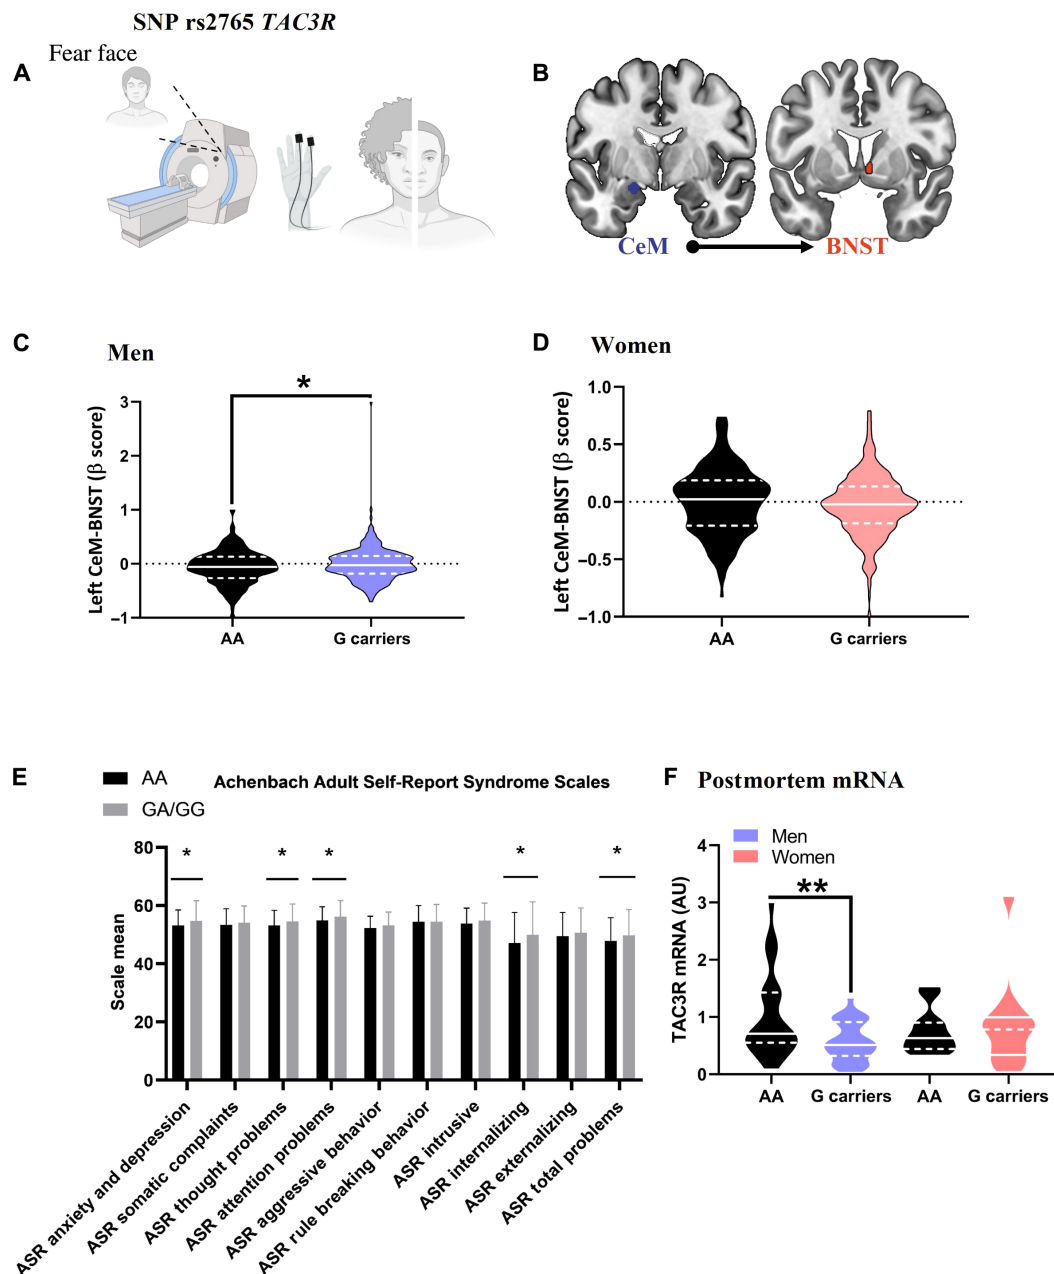 SNP rs2765 TAC3R
Fear face
A
B
CeM
BNST
C
Men
*
Left CeM-BNST (β score)
3
2
1
0
−1
AA
G carriers
D
Women
Left CeM-BNST (β score)
1.0
0.5
0.0
−0.5
−1.0
AA
G carriers
E
AA
GA/GG
Achenbach Adult Self-Report Syndrome Scales
Scale mean
80
60
40
20
0
*
*
*
*
*
ASR anxiety and depression
ASR somatic complaints
ASR thought problems
ASR attention problems
ASR aggressive behavior
ASR rule breaking behavior
ASR intrusive
ASR internalizing
ASR externalizing
ASR total problems
F
Postmortem mRNA
Men
Women
TAC3R mRNA (AU)
4
3
2
1
0
**
AA
G carriers
AA
G carriers